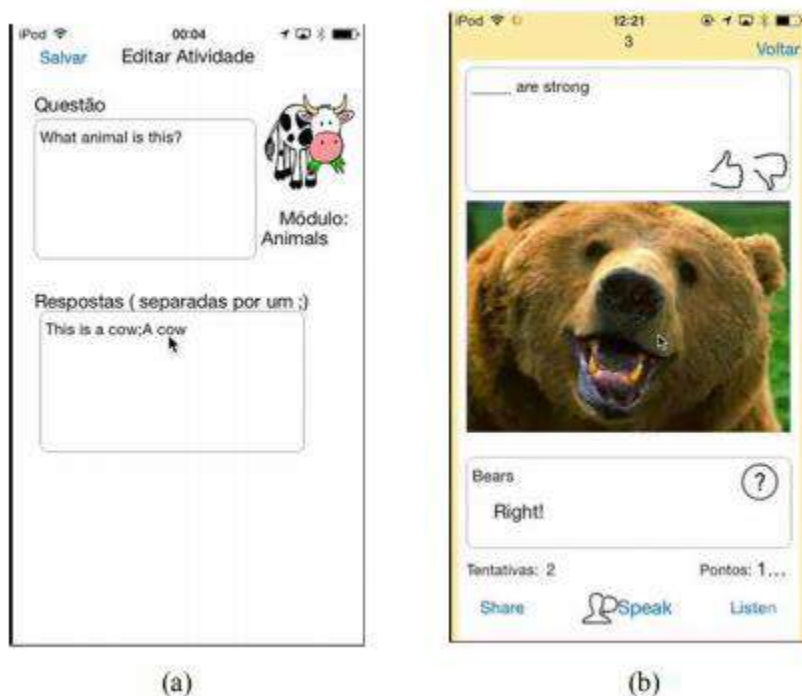 iPod 00:04
Salvar Editar Atividade
Questão
What animal is this?
Módulo:
Animals
Respostas ( separadas por um ;)
This is a cow;A cow
(a)
iPod 12:21
3
Voltar
_____ are strong
Bears
?
Right!
Tentativas: 2 Pontos: 1...
Share Speak Listen
(b)